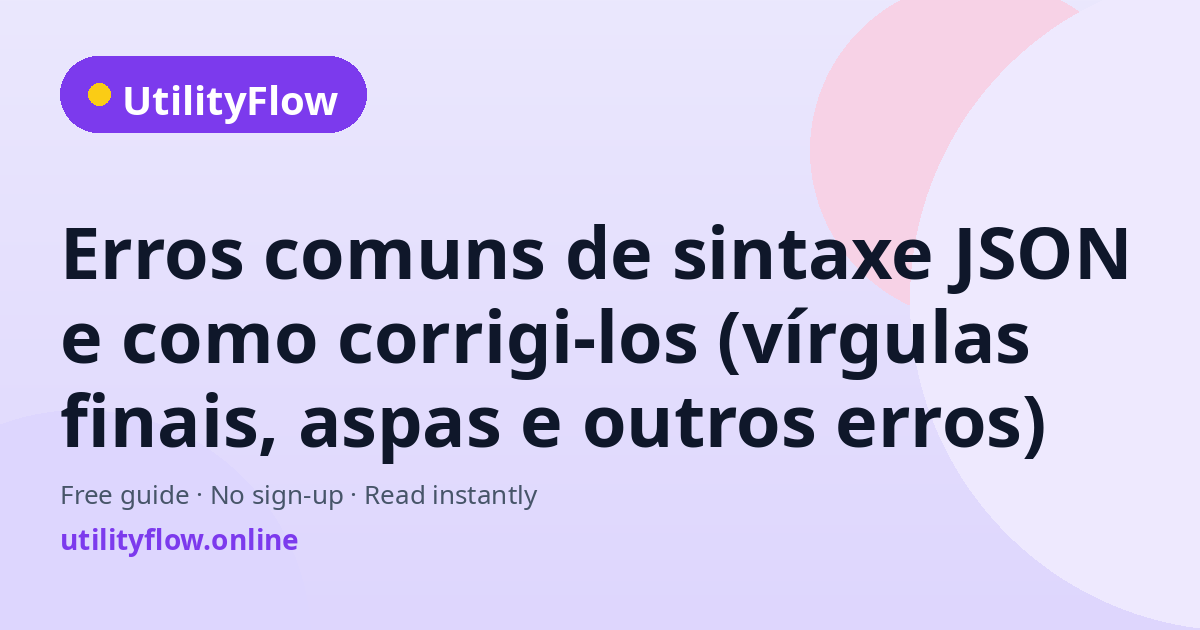 UtilityFlow
Erros comuns de sintaxe JSON
e como corrigi-los (vírgulas
finais, aspas e outros erros)
Free guide · No sign-up · Read instantly
utilityflow.online